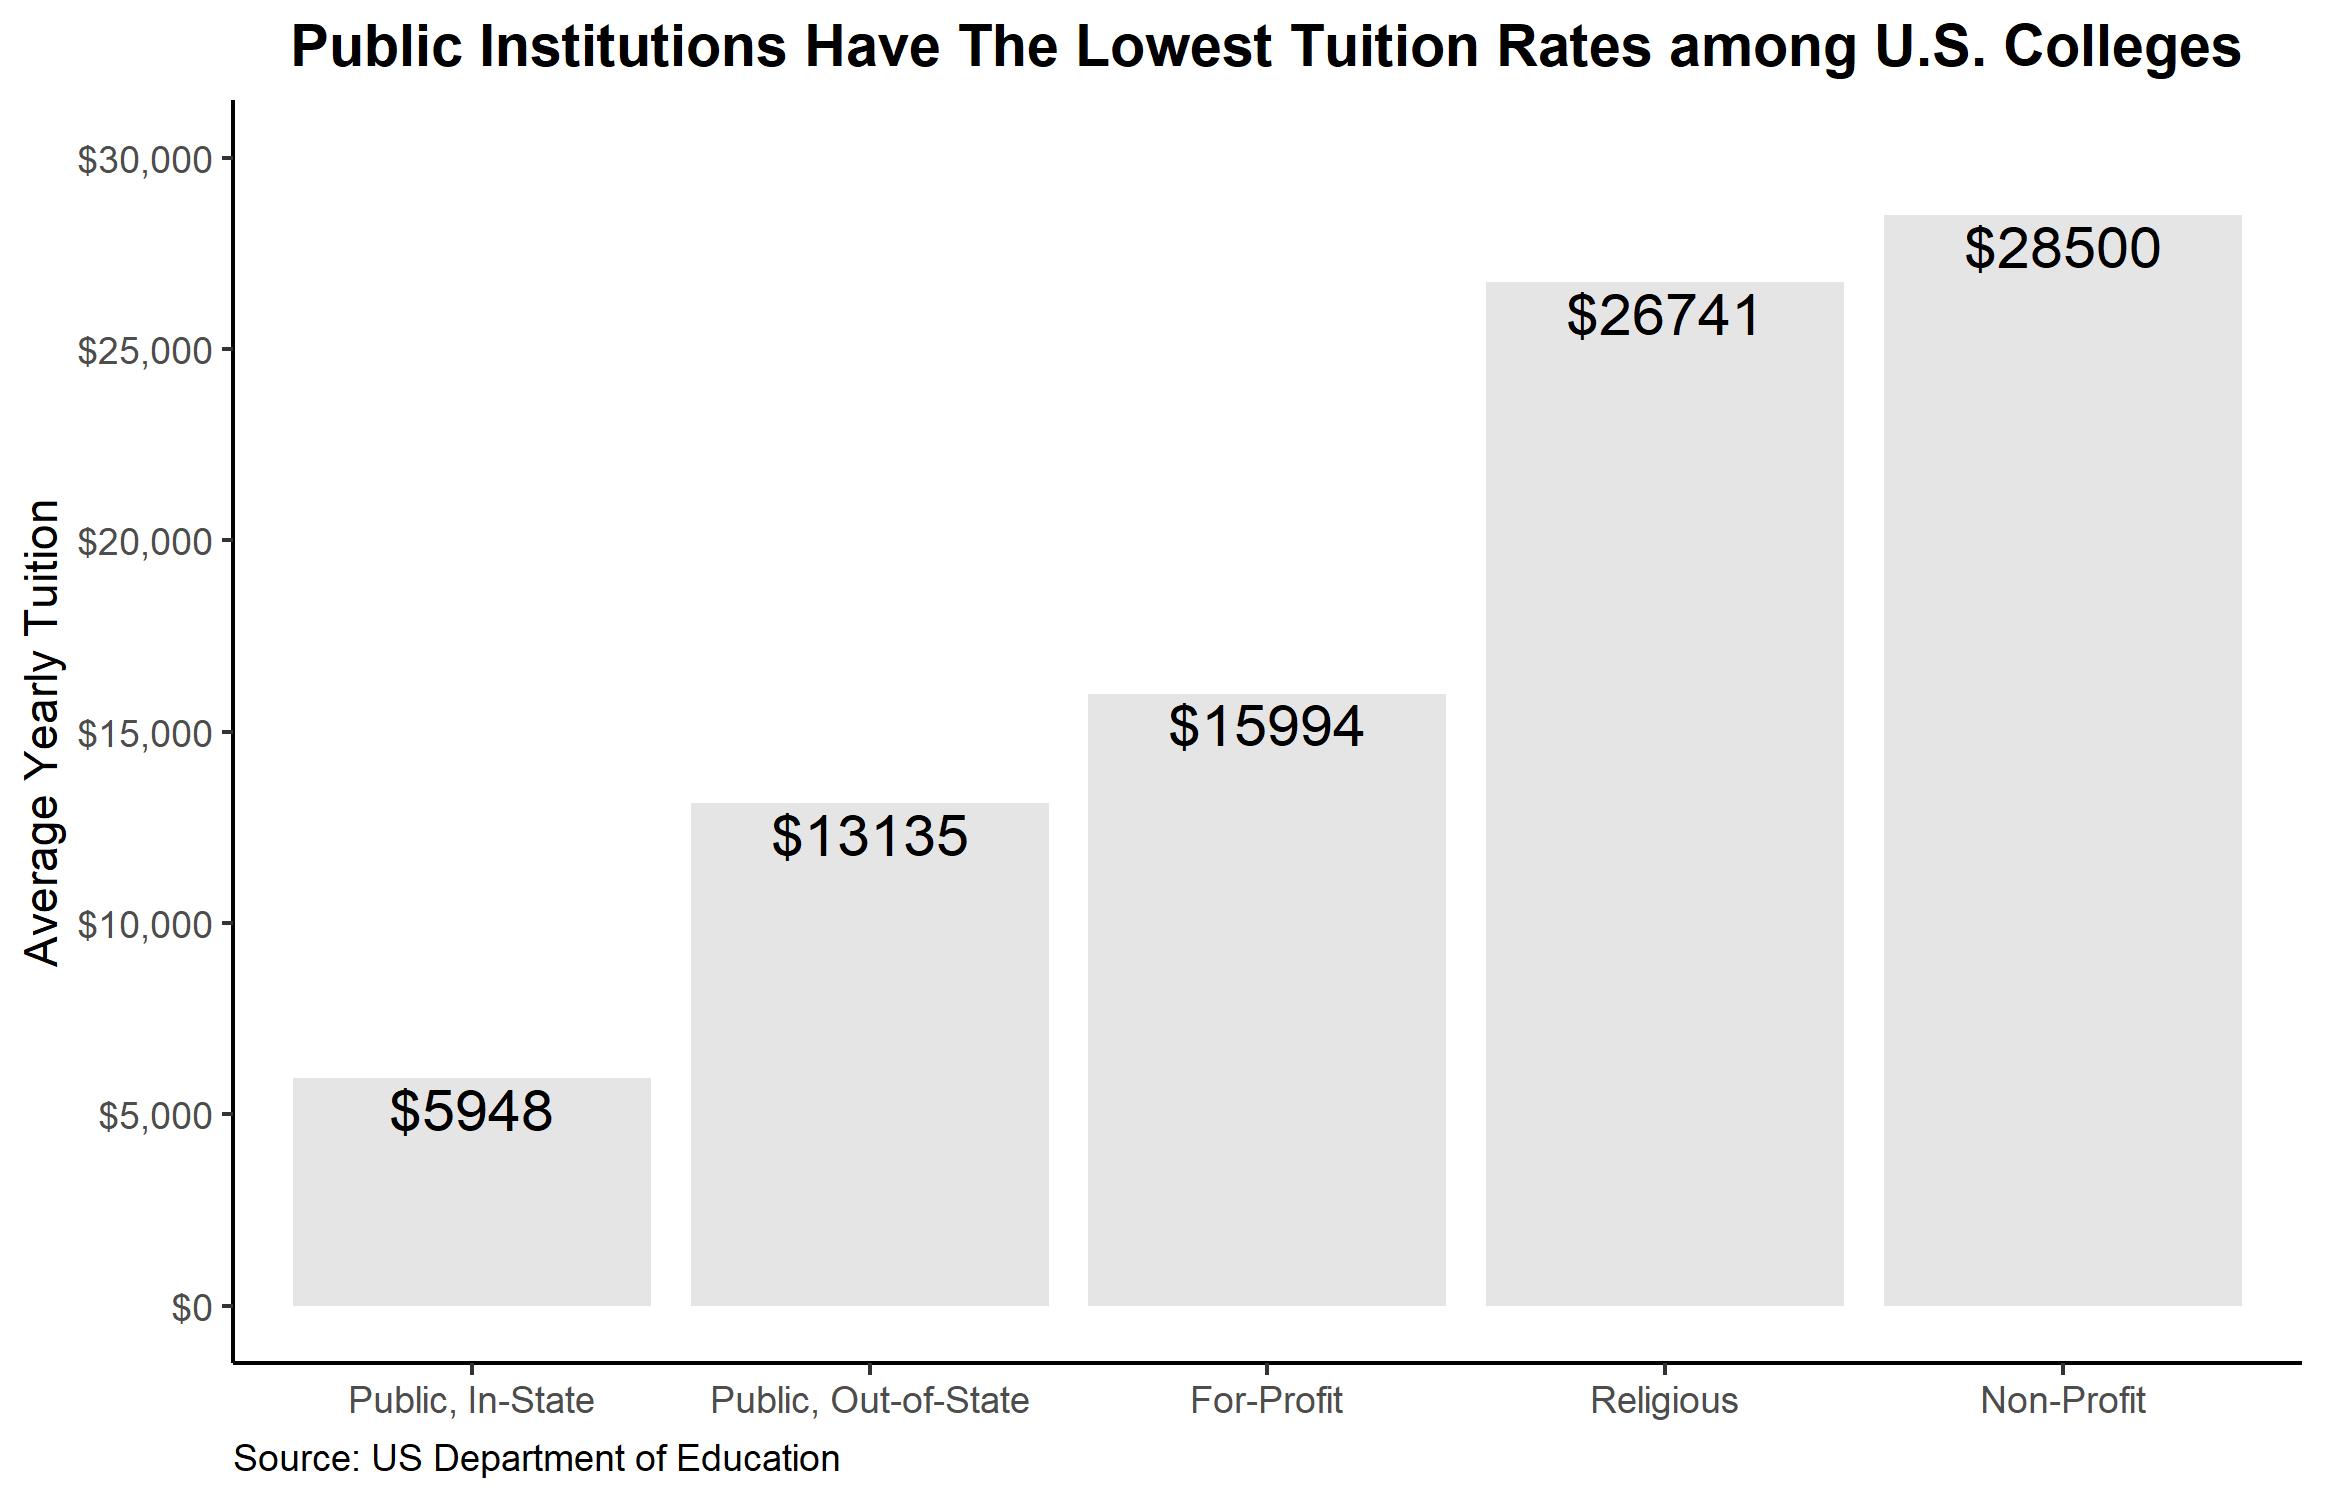 Public Institutions Have The Lowest Tuition Rates among U.S. Colleges
Average Yearly Tuition
$30,000
$25,000
$20,000
$15,000
$10,000
$5,000
$0
$5948
$13135
$15994
$26741
$28500
Public, In-State
Public, Out-of-State
For-Profit
Religious
Non-Profit
Source: US Department of Education